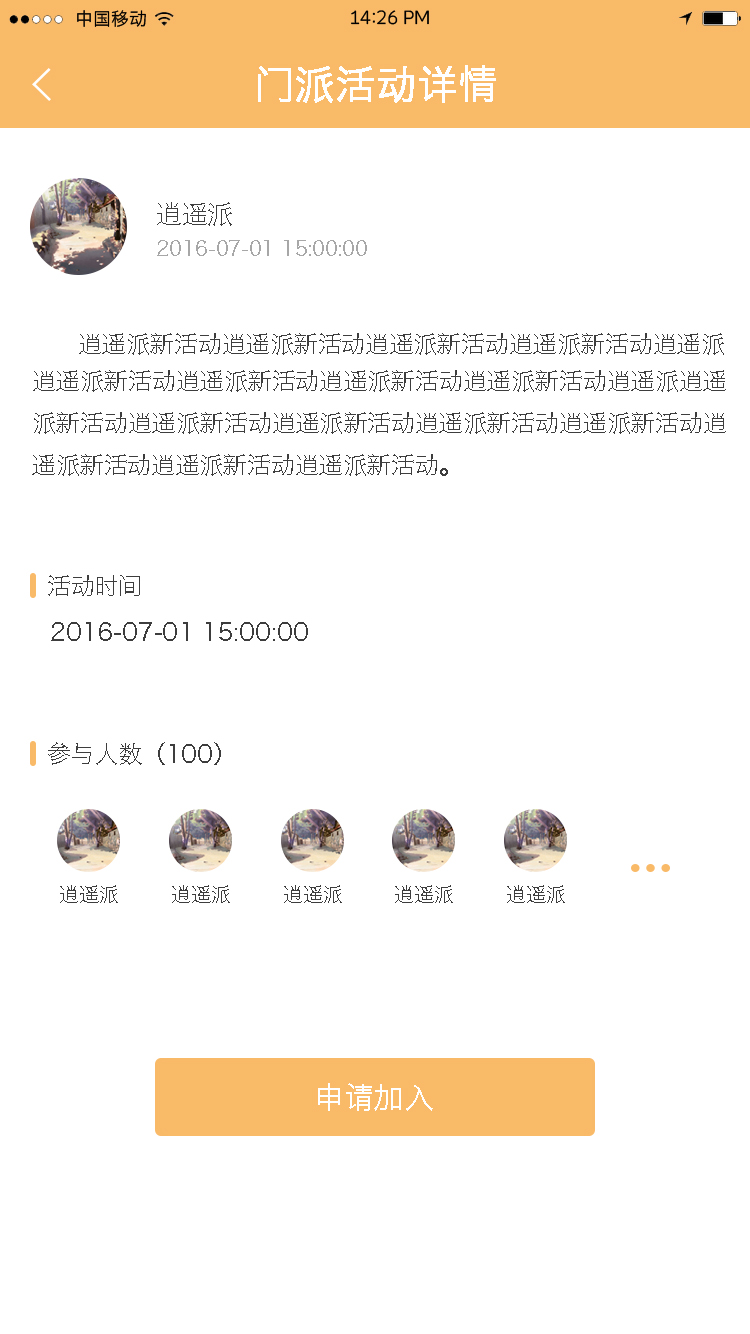 中国移动 14:26 PM
门派活动详情
逍遥派
2016-07-01 15:00:00
逍遥派新活动逍遥派新活动逍遥派新活动逍遥派新活动逍遥派
逍遥派新活动逍遥派新活动逍遥派新活动逍遥派新活动逍遥派逍遥
派新活动逍遥派新活动逍遥派新活动逍遥派新活动逍遥派新活动逍
遥派新活动逍遥派新活动逍遥派新活动。
活动时间
2016-07-01 15:00:00
参与人数（100）
逍遥派 逍遥派 逍遥派 逍遥派 逍遥派
申请加入